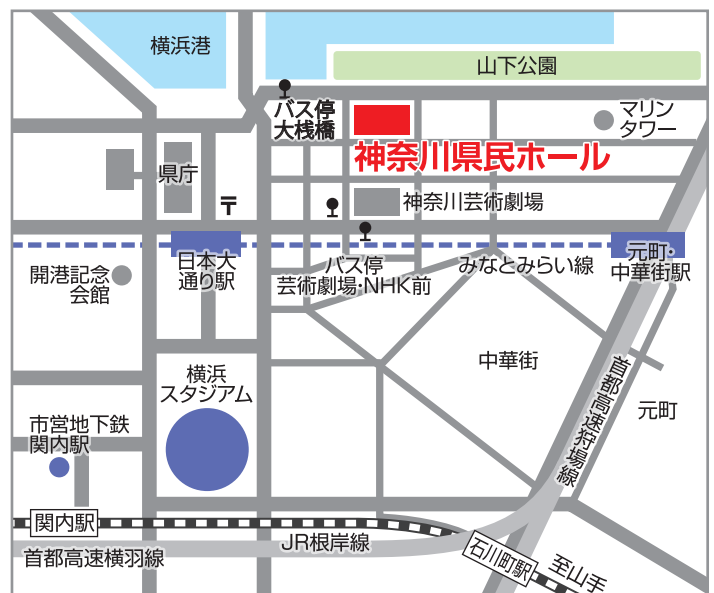 横浜港
山下公園
バス停
大桟橋
マリン
タワー
神奈川県民ホール
県庁
〒
神奈川芸術劇場
日本大
通り駅
バス停
芸術劇場・NHK前
みなとみらい線
元町・
中華街駅
開港記念
会館
横浜
スタジアム
中華街
首都高速狩場線
元町
市営地下鉄
関内駅
関内駅
JR根岸線
首都高速横羽線
石川町駅
至山手